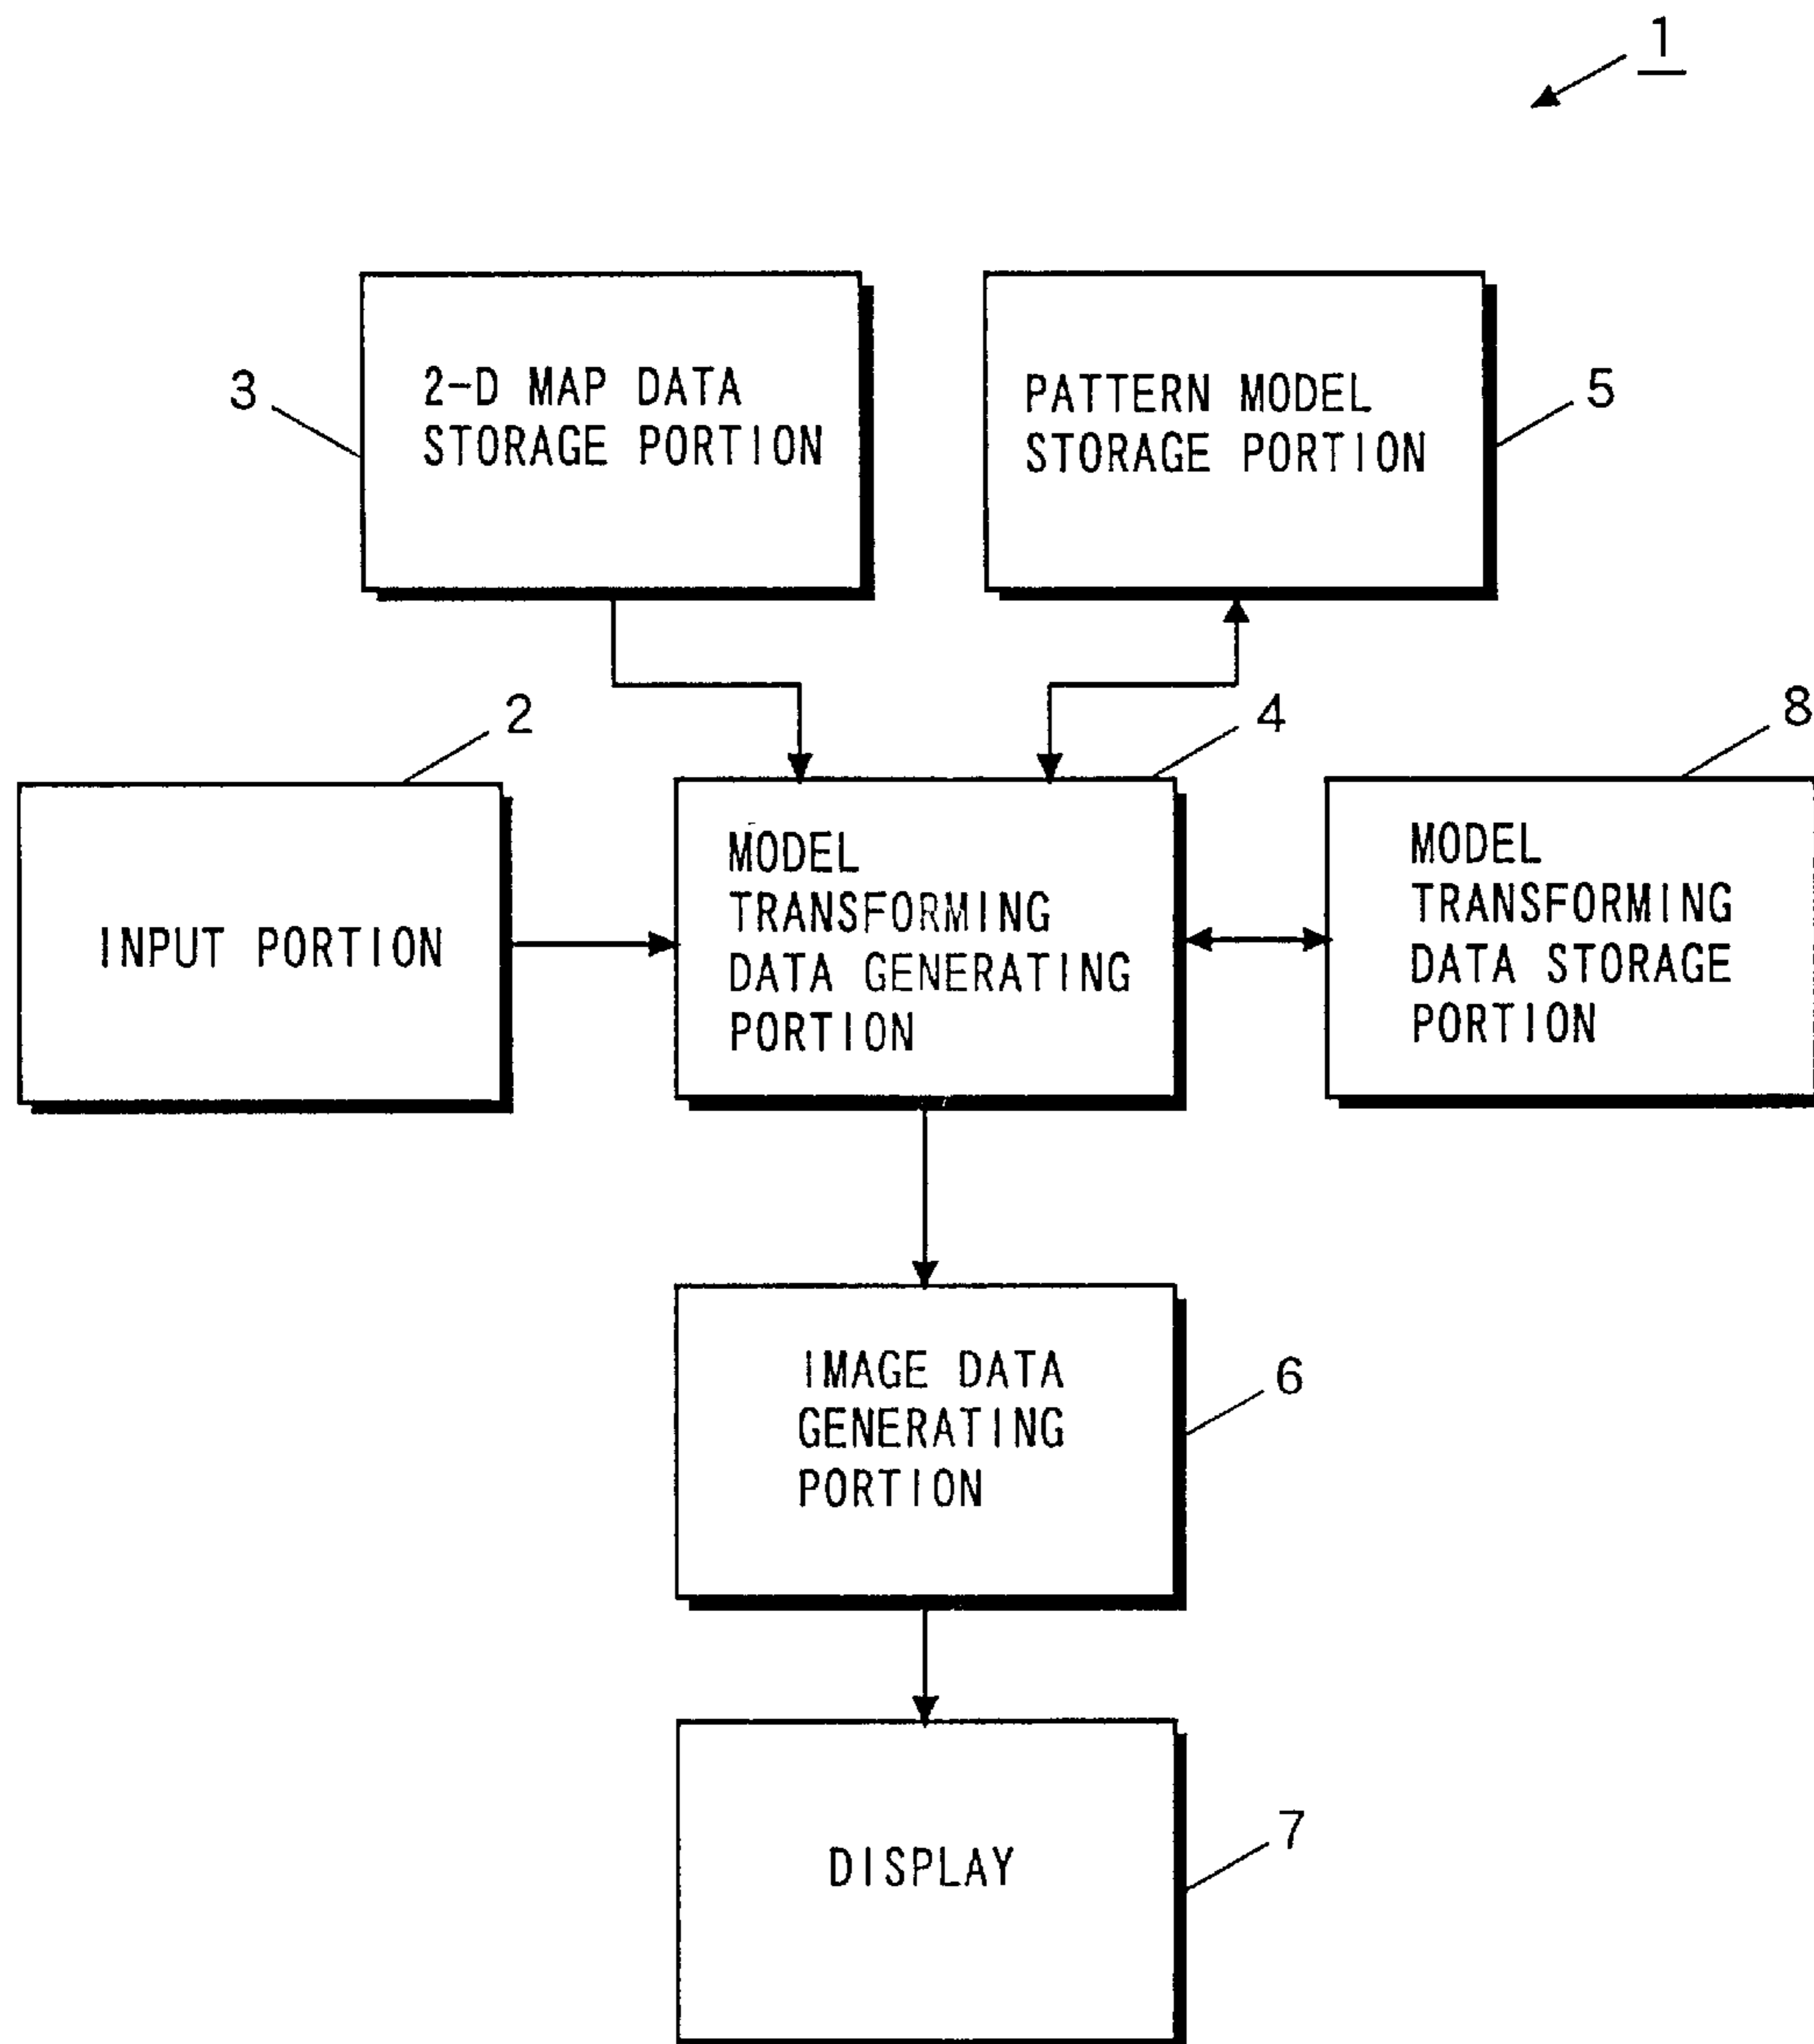 1
2-D MAP DATA
STORAGE PORTION
3
PATTERN MODEL
STORAGE PORTION
5
2
INPUT PORTION
4
MODEL
TRANSFORMING
DATA GENERATING
PORTION
8
MODEL
TRANSFORMING
DATA STORAGE
PORTION
IMAGE DATA
GENERATING
PORTION
6
DISPLAY
7